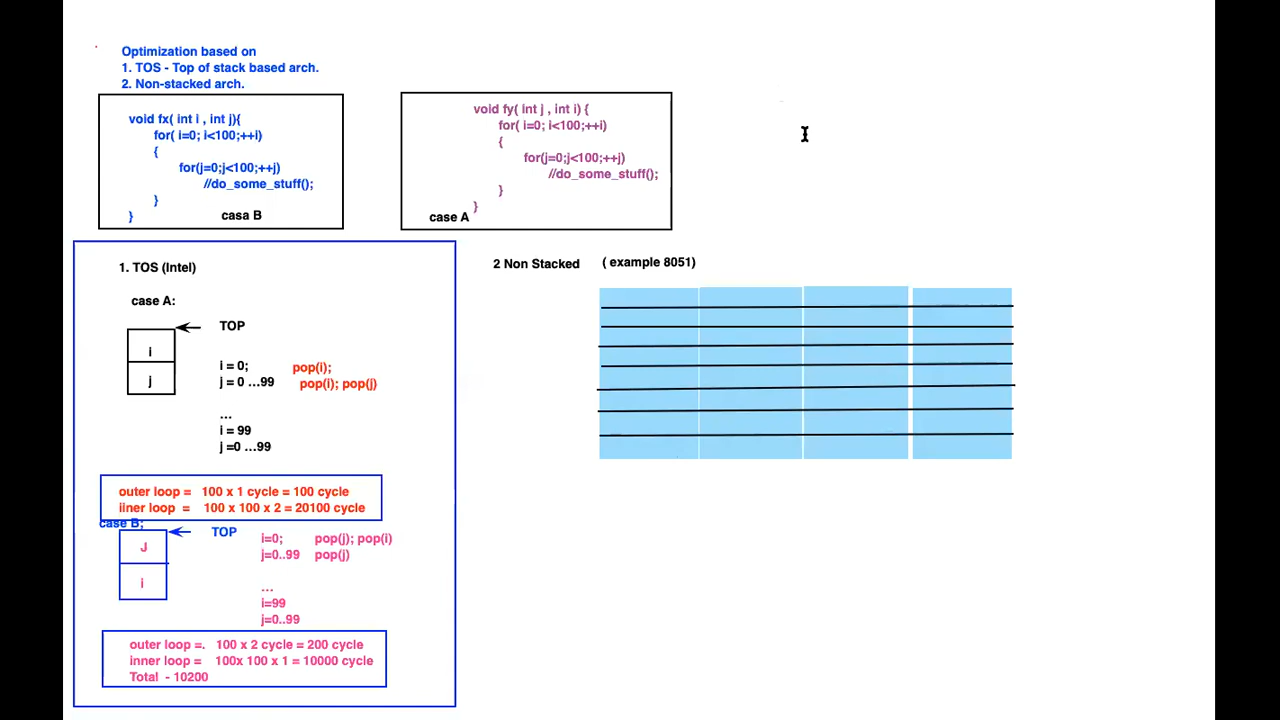 Optimization based on
1. TOS - Top of stack based arch.
2. Non-stacked arch.
void fx( int i , int j){
for( i=0; i<100;++i)
{
for(j=0;j<100;++j)
//do_some_stuff();
}
}
casa B
void fy( int j , int i) {
for( i=0; i<100;++i)
{
for(j=0;j<100;++j)
//do_some_stuff();
}
}
case A
1. TOS (Intel)
case A:
TOP
i
j
i = 0; pop(i);
j = 0 ...99 pop(i); pop(j)
...
i = 99
j =0 ...99
outer loop = 100 x 1 cycle = 100 cycle
iiner loop = 100 x 100 x 2 = 20100 cycle
case B;
TOP
J
i
i=0; pop(j); pop(i)
j=0..99 pop(j)
...
i=99
j=0..99
outer loop =. 100 x 2 cycle = 200 cycle
inner loop = 100x 100 x 1 = 10000 cycle
Total - 10200
2 Non Stacked ( example 8051)